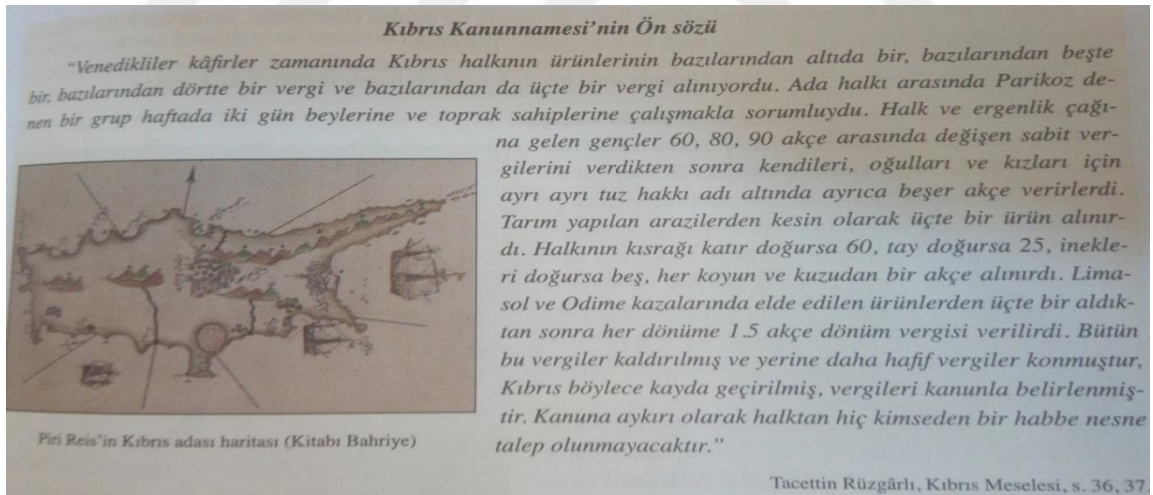 Kıbrıs Kanunnamesi'nin Ön sözü
"Venedikliler kâfirler zamanında Kıbrıs halkının ürünlerinin bazılarından altıda bir, bazılarından beşte
bir, bazılarından dörtte bir vergi ve bazılarından da üçte bir vergi alınıyordu. Ada halkı arasında Parikoz de-
nen bir grup haftada iki gün beylerine ve toprak sahiplerine çalışmakla sorumluydu. Halk ve ergenlik çağı-
na gelen gençler 60, 80, 90 akçe arasında değişen sabit ver-
gilerini verdikten sonra kendileri, oğulları ve kızları için
ayrı ayrı tuz hakkı adı altında ayrıca beşer akçe verirlerdi.
Tarım yapılan arazilerden kesin olarak üçte bir ürün alınır-
dı. Halkının kısrağı katır doğursa 60, tay doğursa 25, inekle-
ri doğursa beş, her koyun ve kuzudan bir akçe alınırdı. Lima-
sol ve Odime kazalarında elde edilen ürünlerden üçte bir aldık-
tan sonra her dönüme 1.5 akçe dönüm vergisi verilirdi. Bütün
bu vergiler kaldırılmış ve yerine daha hafif vergiler konmuştur,
Kıbrıs böylece kayda geçirilmiş, vergileri kanunla belirlenmiş-
tir. Kanuna aykırı olarak halktan hiç kimseden bir habbe nesne
talep olunmayacaktır."
Piri Reis'in Kıbrıs adası haritası (Kitabı Bahriye)
Tacettin Rüzgârlı, Kıbrıs Meselesi, s. 36, 37.